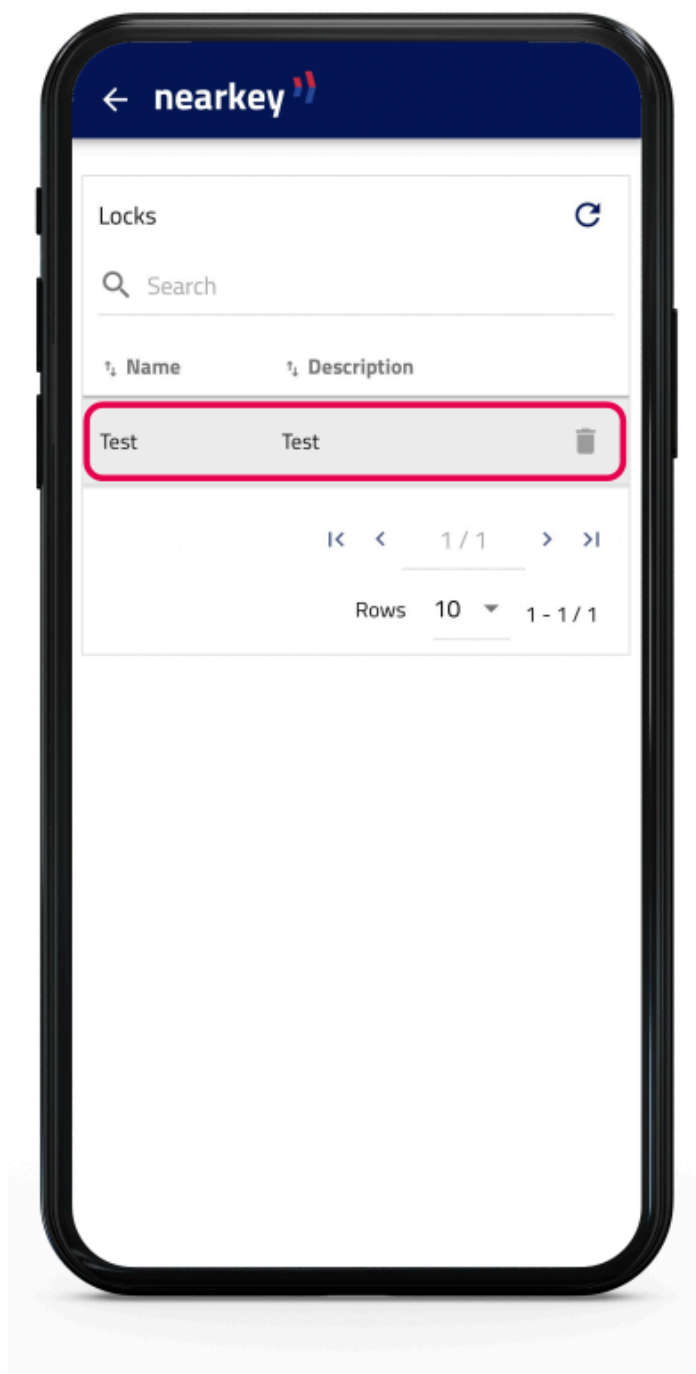 nearkey
Locks
Search
Name Description
Test Test
1 / 1
Rows 10 1 - 1 / 1